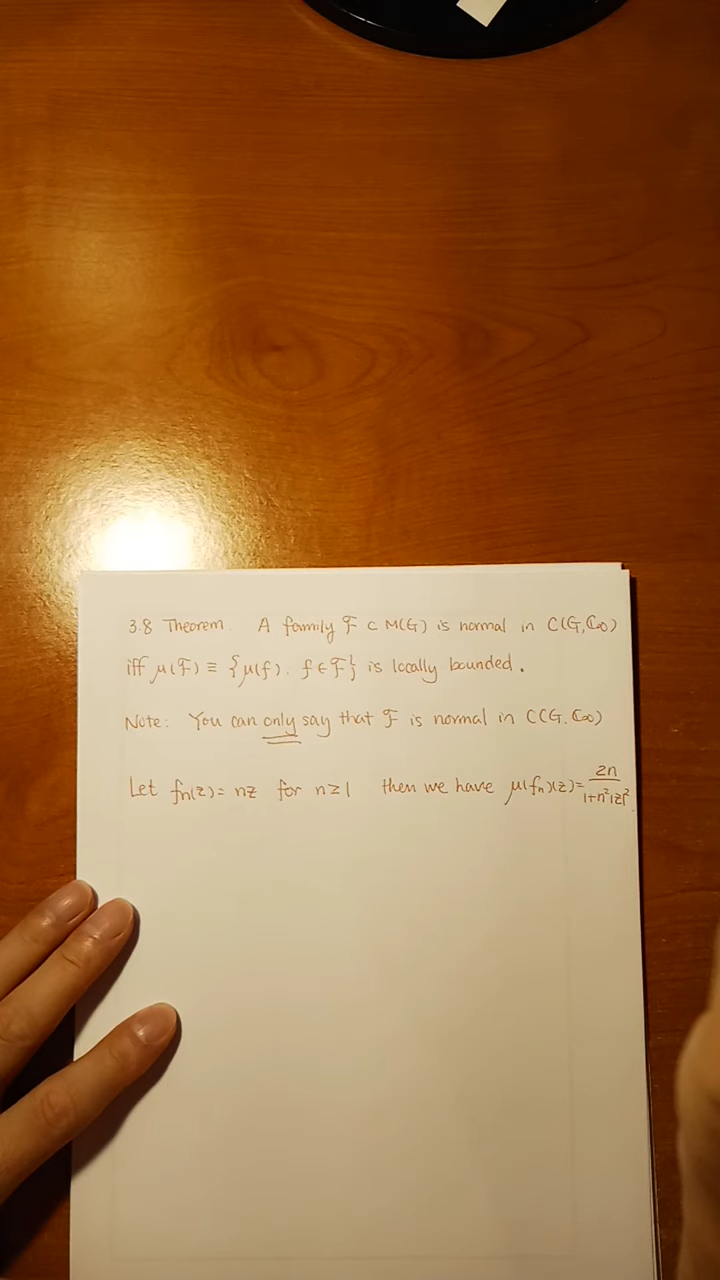 3.8 Theorem. A family ℱ ⊂ M(G) is normal in C(G,ℂ∞)
iff μ(ℱ) ≡ {μ(f). f ∈ ℱ} is locally bounded.
Note: You can only say that ℱ is normal in C(G.ℂ∞)
Let fₙ(z) = nz for n≥1 then we have μ(fₙ)(z) = 2n/(1+n²|z|²)